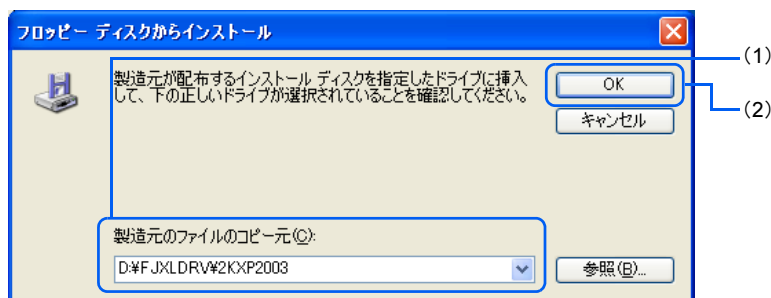 フロッピー ディスクからインストール
(1)
製造元が配布するインストール ディスクを指定したドライブに挿入
して、下の正しいドライブが選択されていることを確認してください。
OK
(2)
キャンセル
製造元のファイルのコピー元(C):
D:¥FJXLDRV¥2KXP2003
参照(B)...